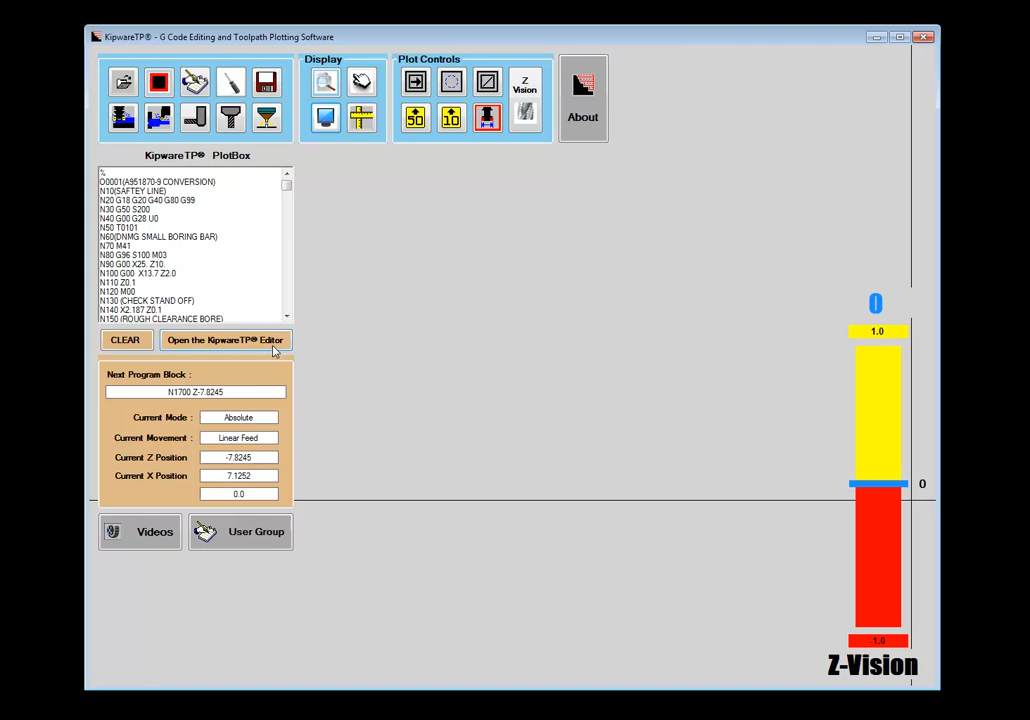 KipwareTP® - G Code Editing and Toolpath Plotting Software
Display
Plot Controls
Z
Vision
50
10
About
KipwareTP® PlotBox
%
O0001(A951870-9 CONVERSION)
N10(SAFTEY LINE)
N20 G18 G20 G40 G80 G99
N30 G50 S200
N40 G00 G28 U0
N50 T0101
N60(DNMG SMALL BORING BAR)
N70 M41
N80 G96 S100 M03
N90 G00 X25. Z10.
N100 G00 X13.7 Z2.0
N110 Z0.1
N120 M00
N130 (CHECK STAND OFF)
N140 X2.187 Z0.1
N150 (ROUGH CLEARANCE BORE)
CLEAR
Open the KipwareTP® Editor
Next Program Block :
N1700 Z-7.8245
Current Mode : Absolute
Current Movement : Linear Feed
Current Z Position -7.8245
Current X Position 7.1252
0.0
Videos
User Group
0
1.0
0
-1.0
Z-Vision